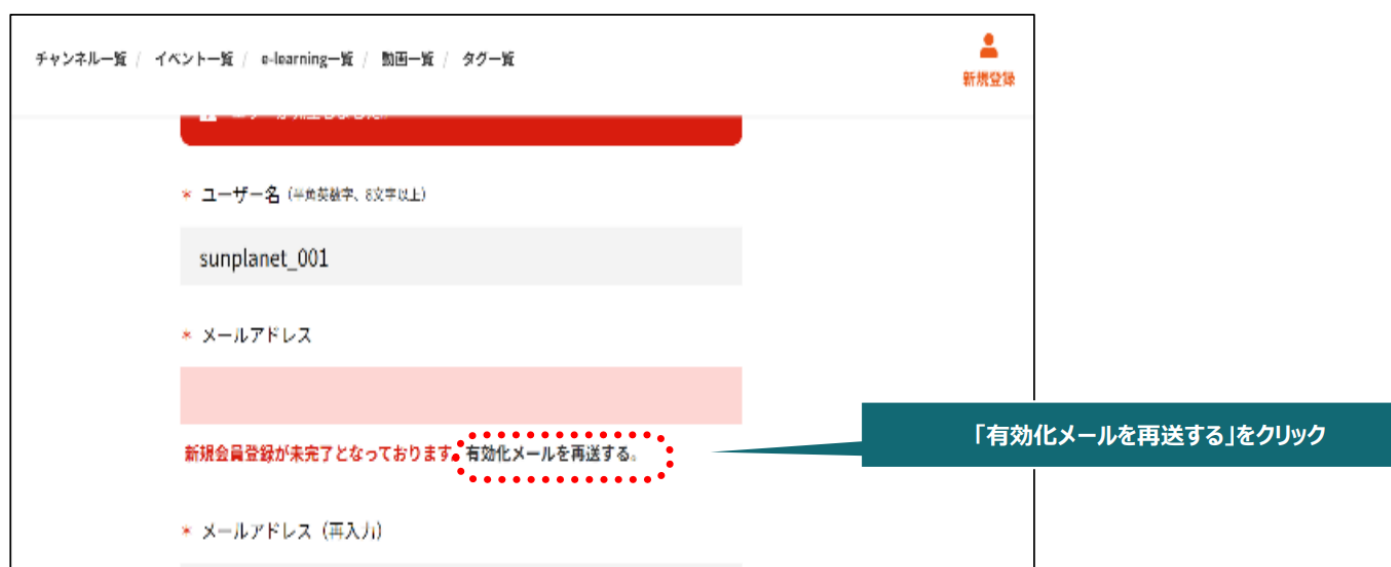 チャンネル一覧 / イベント一覧 / e-learning一覧 / 動画一覧 / タグ一覧
新規登録
* ユーザー名 (半角英数字、8文字以上)
sunplanet_001
* メールアドレス
新規会員登録が未完了となっております。有効化メールを再送する。
「有効化メールを再送する」をクリック
* メールアドレス (再入力)